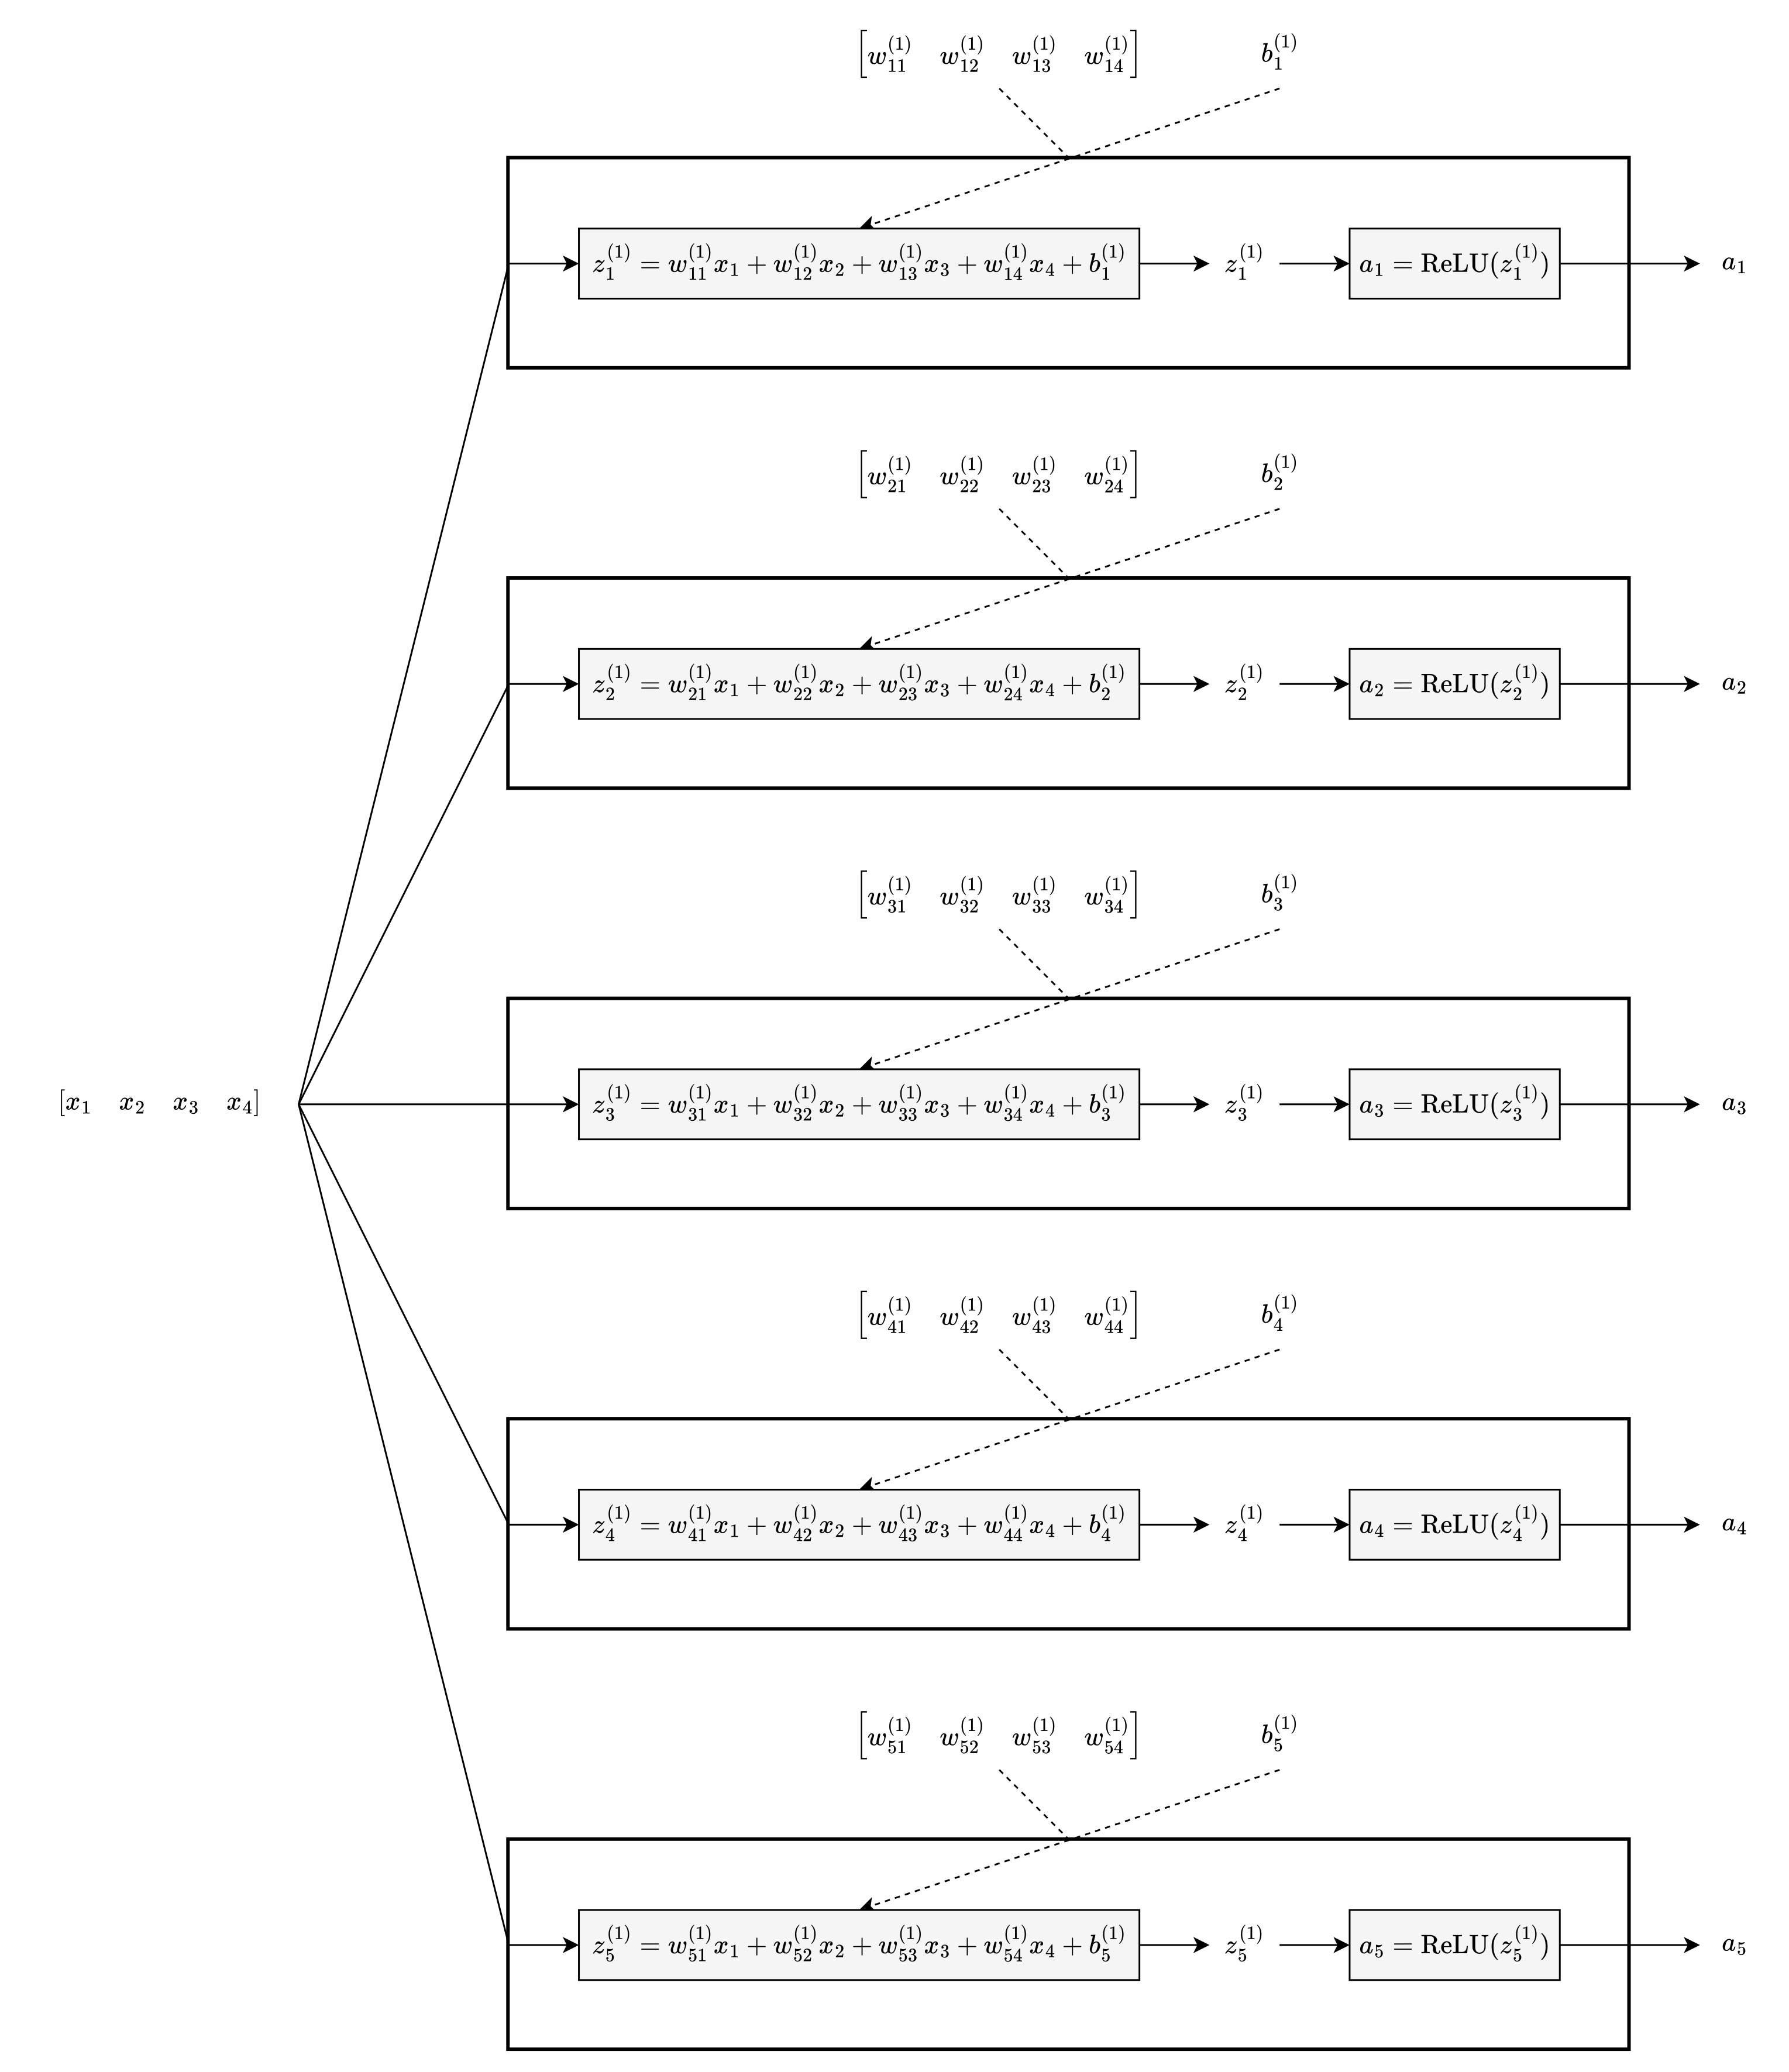 [w_{11}^{(1)} w_{12}^{(1)} w_{13}^{(1)} w_{14}^{(1)}] b_1^{(1)}
z_1^{(1)} = w_{11}^{(1)}x_1 + w_{12}^{(1)}x_2 + w_{13}^{(1)}x_3 + w_{14}^{(1)}x_4 + b_1^{(1)} z_1^{(1)} a_1 = ReLU(z_1^{(1)}) a_1
[w_{21}^{(1)} w_{22}^{(1)} w_{23}^{(1)} w_{24}^{(1)}] b_2^{(1)}
z_2^{(1)} = w_{21}^{(1)}x_1 + w_{22}^{(1)}x_2 + w_{23}^{(1)}x_3 + w_{24}^{(1)}x_4 + b_2^{(1)} z_2^{(1)} a_2 = ReLU(z_2^{(1)}) a_2
[w_{31}^{(1)} w_{32}^{(1)} w_{33}^{(1)} w_{34}^{(1)}] b_3^{(1)}
[x_1 x_2 x_3 x_4] z_3^{(1)} = w_{31}^{(1)}x_1 + w_{32}^{(1)}x_2 + w_{33}^{(1)}x_3 + w_{34}^{(1)}x_4 + b_3^{(1)} z_3^{(1)} a_3 = ReLU(z_3^{(1)}) a_3
[w_{41}^{(1)} w_{42}^{(1)} w_{43}^{(1)} w_{44}^{(1)}] b_4^{(1)}
z_4^{(1)} = w_{41}^{(1)}x_1 + w_{42}^{(1)}x_2 + w_{43}^{(1)}x_3 + w_{44}^{(1)}x_4 + b_4^{(1)} z_4^{(1)} a_4 = ReLU(z_4^{(1)}) a_4
[w_{51}^{(1)} w_{52}^{(1)} w_{53}^{(1)} w_{54}^{(1)}] b_5^{(1)}
z_5^{(1)} = w_{51}^{(1)}x_1 + w_{52}^{(1)}x_2 + w_{53}^{(1)}x_3 + w_{54}^{(1)}x_4 + b_5^{(1)} z_5^{(1)} a_5 = ReLU(z_5^{(1)}) a_5